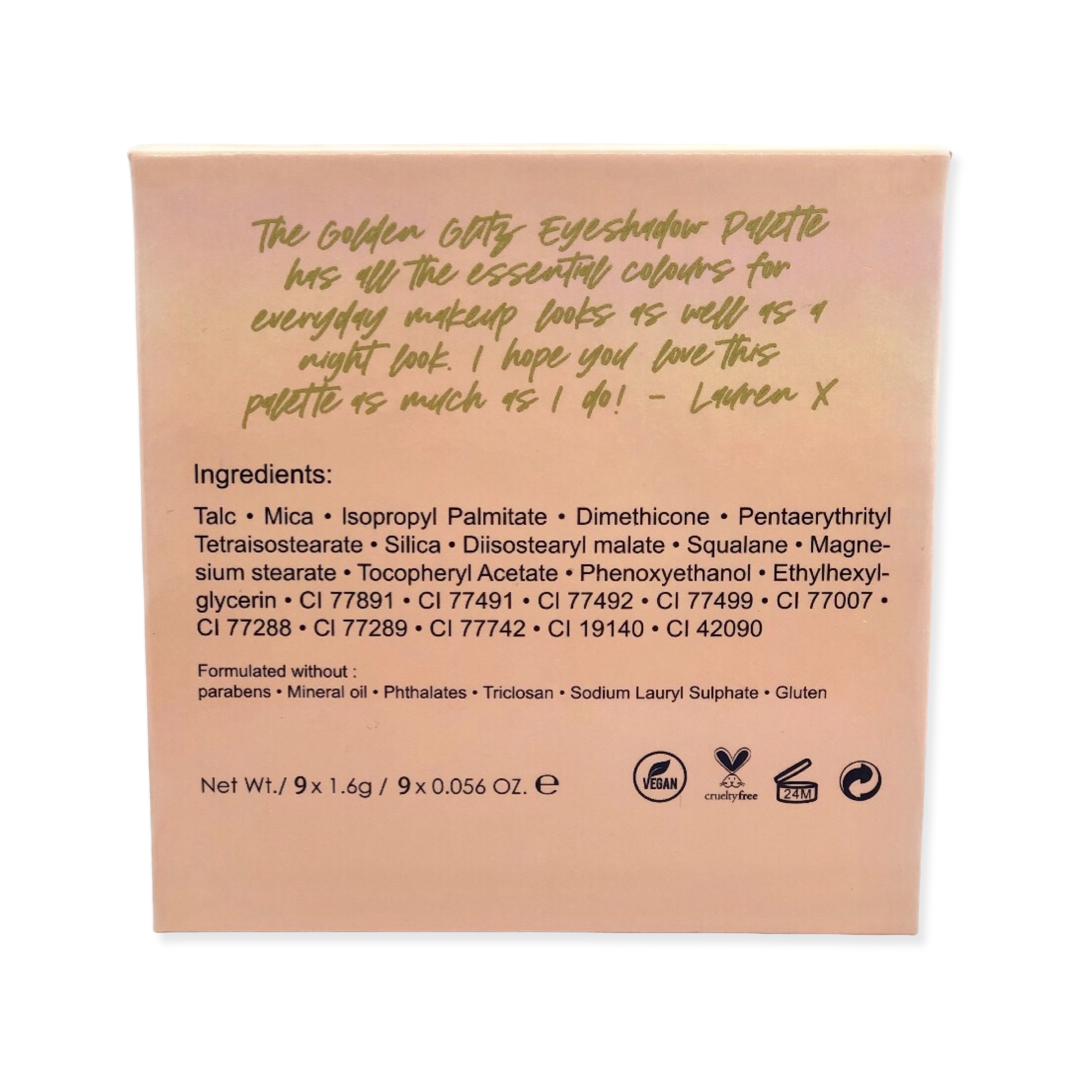 The Golden Glitz Eyeshadow Palette
has all the essential colours for
everyday makeup looks as well as a
night look. I hope you love this
palette as much as I do! - Lauren X
Ingredients:
Talc • Mica • Isopropyl Palmitate • Dimethicone • Pentaerythrityl
Tetraisostearate • Silica • Diisostearyl malate • Squalane • Magne-
sium stearate • Tocopheryl Acetate • Phenoxyethanol • Ethylhexyl-
glycerin • CI 77891 • CI 77491 • CI 77492 • CI 77499 • CI 77007 •
CI 77288 • CI 77289 • CI 77742 • CI 19140 • CI 42090
Formulated without :
parabens • Mineral oil • Phthalates • Triclosan • Sodium Lauryl Sulphate • Gluten
Net Wt./ 9 x 1.6g / 9 x 0.056 OZ. ℮
VEGAN
crueltyfree
24M